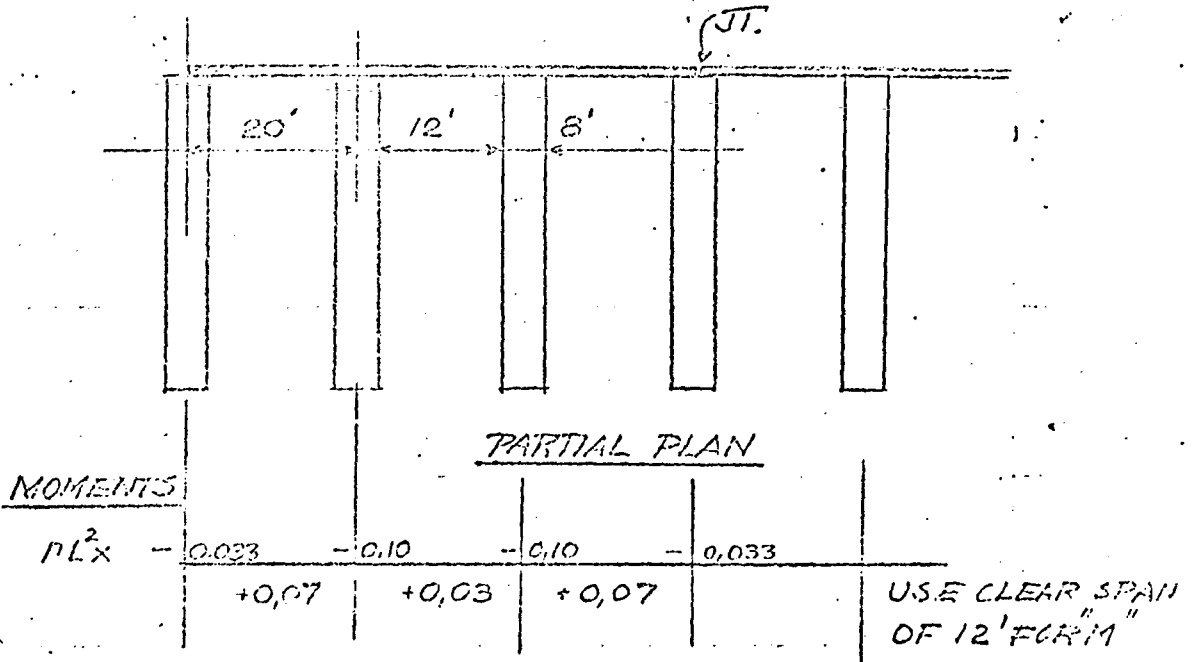 JT.
20' 12' 8'
PARTIAL PLAN
MOMENTS
nL²x - 0.033 - 0,10 - 0,10 - 0,033
+0,07 +0,03 +0,07
USE CLEAR SPAN
OF 12' FOR "M"